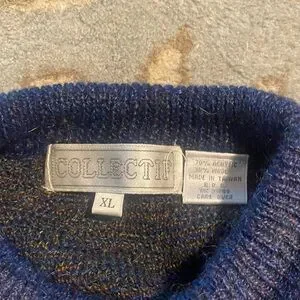 COLLECTIF
XL
70% ACRYLIC
30% WOOL
MADE IN TAIWAN
R.O.C.
CARE OVER